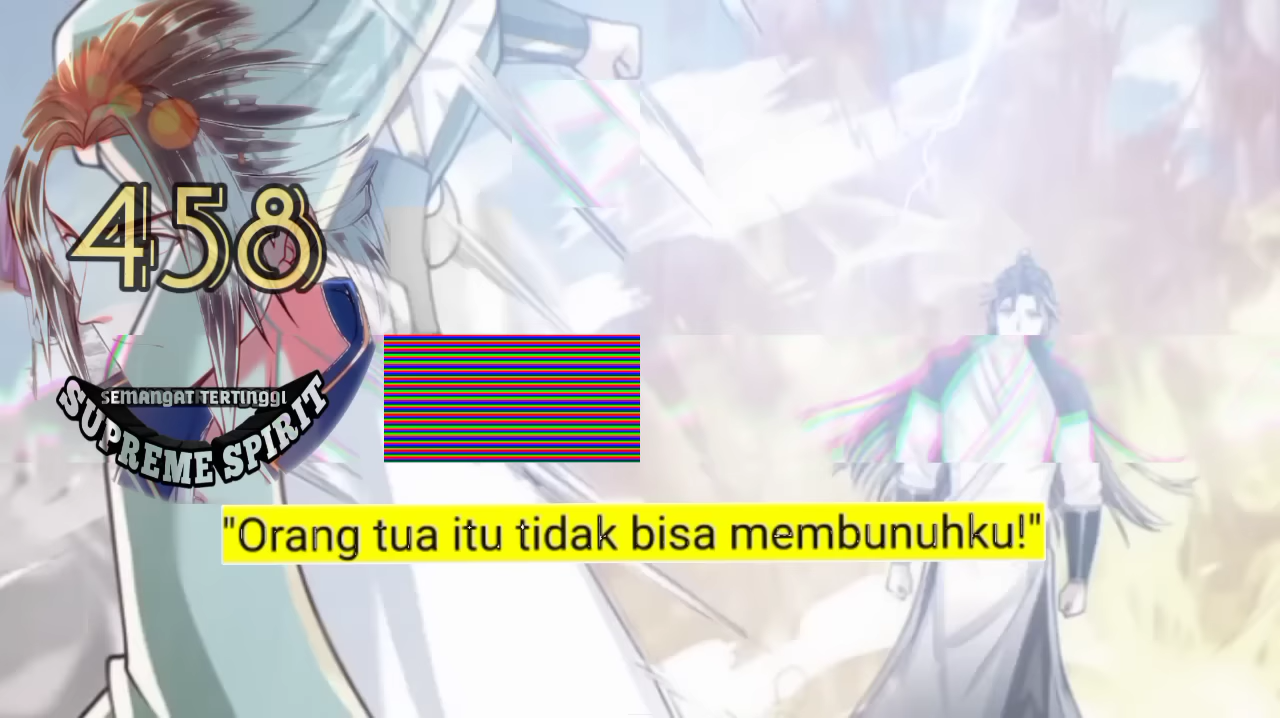 458
SEMANGAT TERTINGGI
SUPREME SPIRIT
"Orang tua itu tidak bisa membunuhku!"